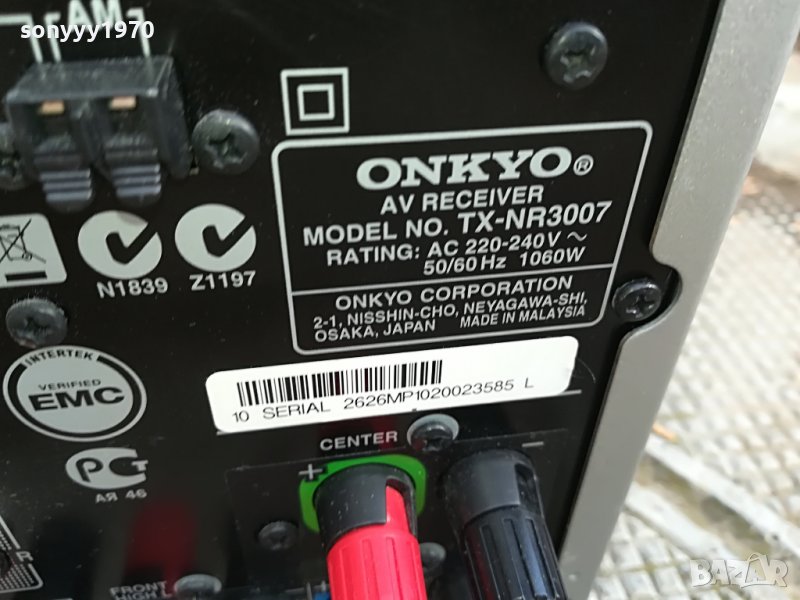 sonyyy1970
AM
ONKYO®
AV RECEIVER
MODEL NO. TX-NR3007
RATING: AC 220-240V ~
50/60Hz 1060W
ONKYO CORPORATION
2-1, NISSHIN-CHO, NEYAGAWA-SHI,
OSAKA, JAPAN MADE IN MALAYSIA
N1839
Z1197
INTERTEK
VERIFIED
EMC
10 SERIAL 2626MP1020023585 L
CENTER
+ −
РСТ
АЯ 46
R
FRONT
HIGH L
+
BAZAR